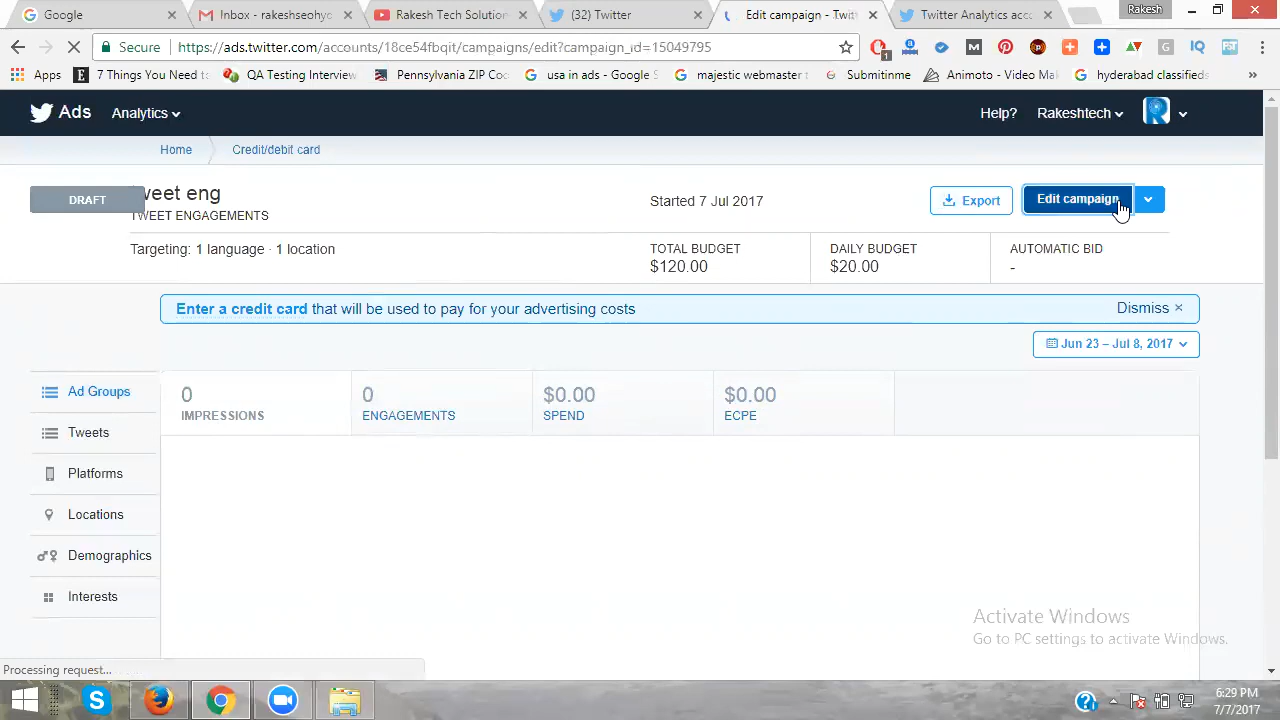 Google
Inbox - rakeshseohyc
Rakesh Tech Solution
(32) Twitter
Edit campaign - Twitt
Twitter Analytics acco
Rakesh
Secure
https://ads.twitter.com/accounts/18ce54fbqit/campaigns/edit?campaign_id=15049795
1
Apps
7 Things You Need t
QA Testing Interview
Pennsylvania ZIP Co
usa in ads - Google S
majestic webmaster t
Submitinme
Animoto - Video Ma
hyderabad classifieds
»
Ads
Analytics
Help?
Rakeshtech
Home
Credit/debit card
DRAFT
weet eng
TWEET ENGAGEMENTS
Started 7 Jul 2017
Export
Edit campaign
Targeting: 1 language · 1 location
TOTAL BUDGET
$120.00
DAILY BUDGET
$20.00
AUTOMATIC BID
-
Enter a credit card that will be used to pay for your advertising costs
Dismiss ×
Jun 23 – Jul 8, 2017
Ad Groups
Tweets
Platforms
Locations
Demographics
Interests
0
IMPRESSIONS
0
ENGAGEMENTS
$0.00
SPEND
$0.00
ECPE
Activate Windows
Go to PC settings to activate Windows.
Processing request...
6:29 PM
7/7/2017